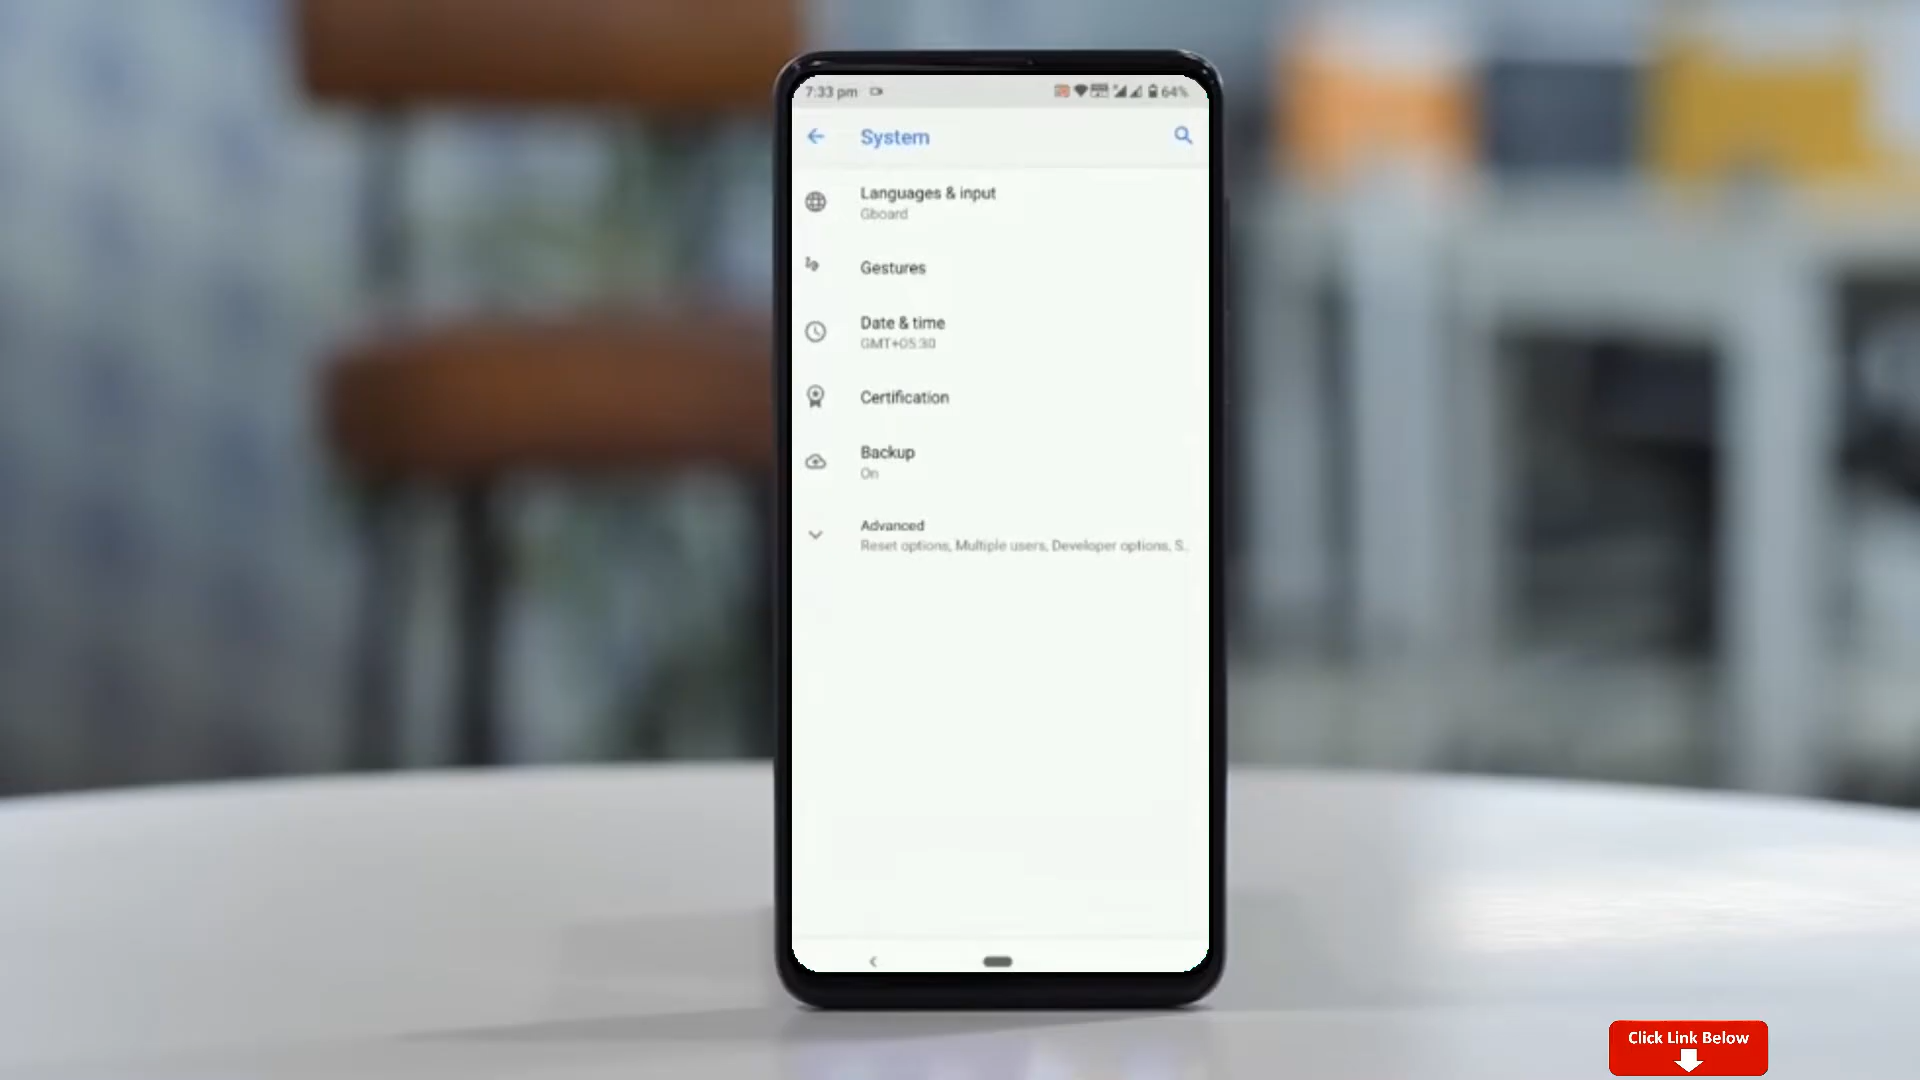 7:33 pm 64%
System
Languages & input
Gboard
Gestures
Date & time
GMT+05:30
Certification
Backup
On
Advanced
Reset options, Multiple users, Developer options, S..
Click Link Below